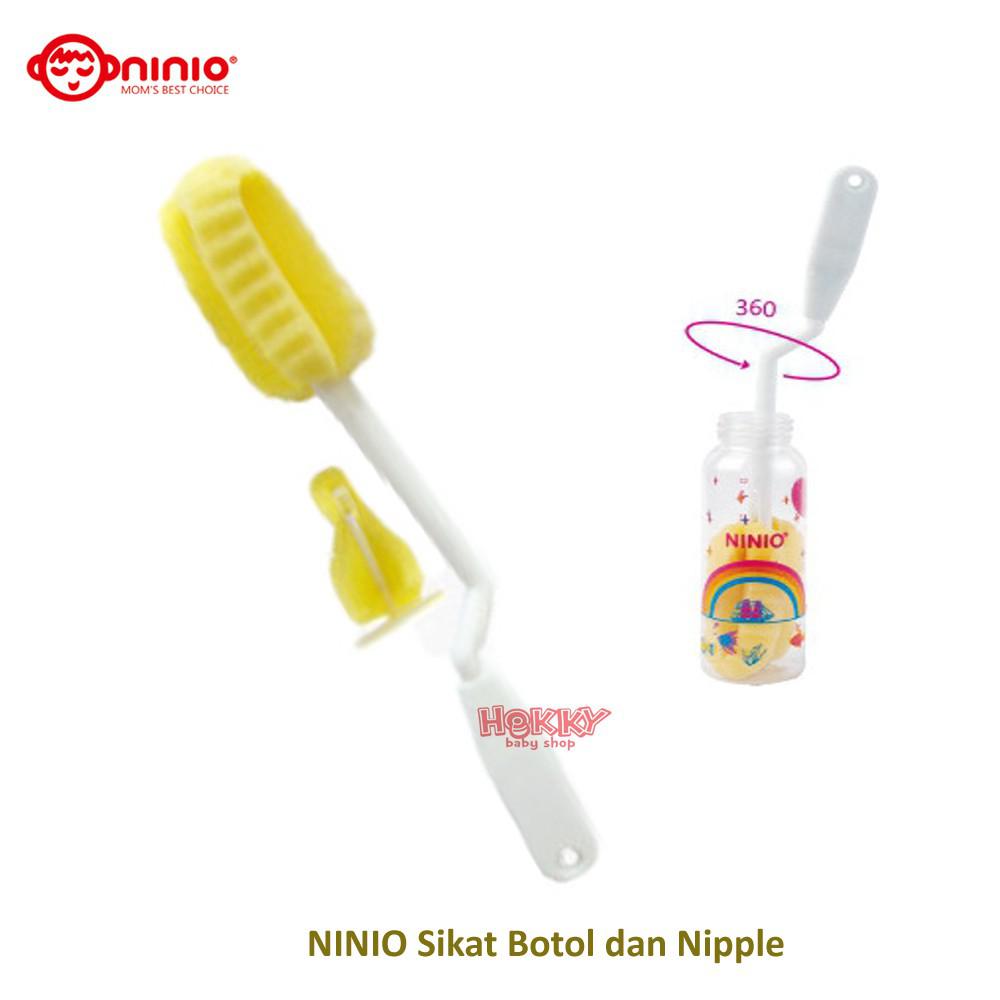 ninio®
MOM'S BEST CHOICE
360
NINIO®
HOKKY
baby shop
NINIO Sikat Botol dan Nipple